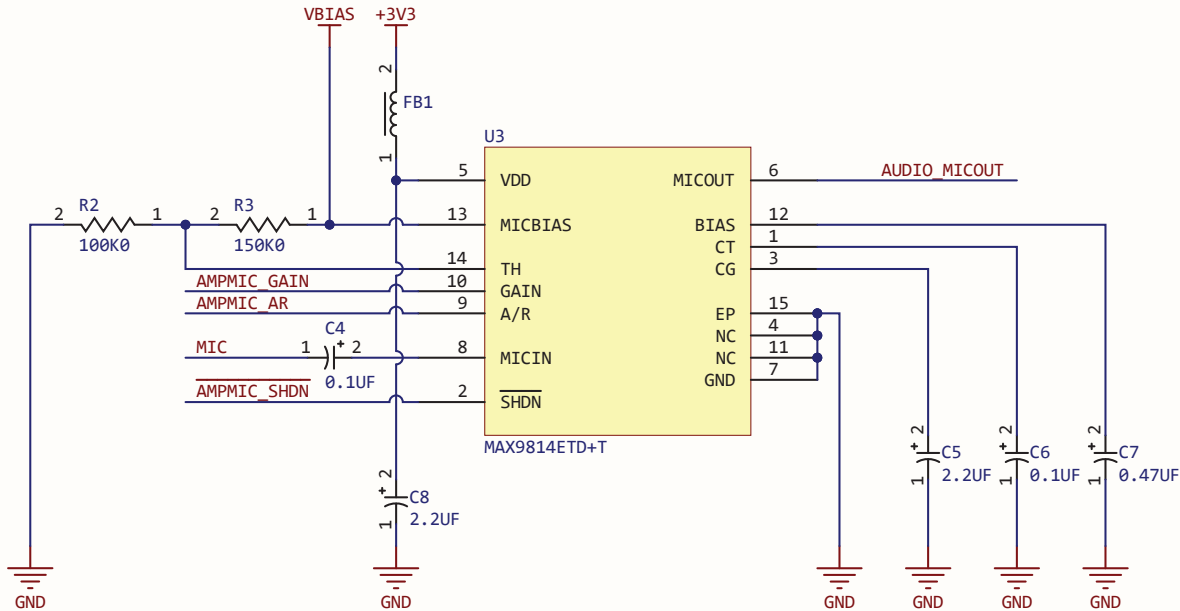 VBIAS +3V3
2
FB1
1
U3
5 VDD MICOUT 6 AUDIO_MICOUT
2 R2 1 2 R3 1 13 MICBIAS BIAS 12
100K0 150K0 CT 1
14 TH CG 3
AMPMIC_GAIN 10 GAIN
AMPMIC_AR 9 A/R EP 15
NC 4
MIC 1 C4 + 2 8 MICIN NC 11
0.1UF GND 7
AMPMIC_SHDN 2 SHDN
MAX9814ETD+T
2 2 2
+ C5 + C6 + C7
2.2UF 0.1UF 0.47UF
1 1 1
2
+ C8
2.2UF
1
GND GND GND GND GND GND